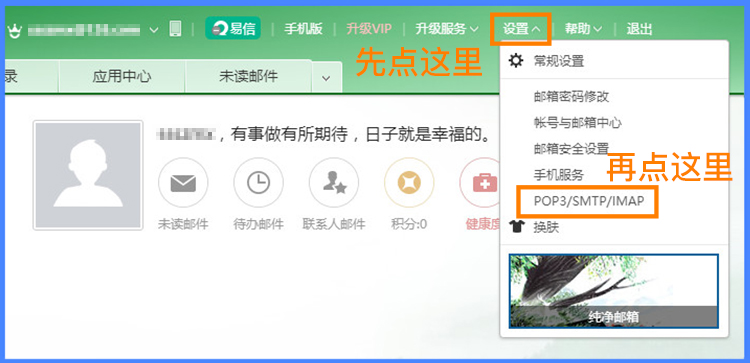 易信
手机版
升级VIP
升级服务
设置
帮助
退出
先点这里
录
应用中心
未读邮件
常规设置
邮箱密码修改
帐号与邮箱中心
邮箱安全设置
手机服务
再点这里
POP3/SMTP/IMAP
换肤
纯净邮箱
，有事做有所期待，日子就是幸福的。
未读邮件
待办邮件
联系人邮件
积分:0
健康度